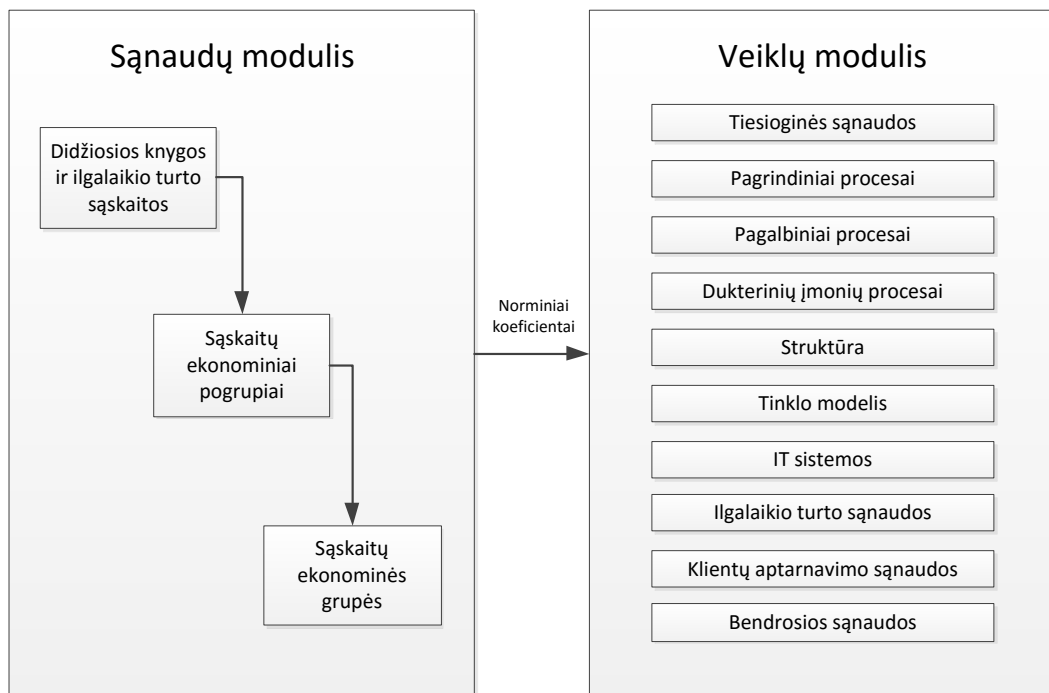 Sąnaudų modulis
Didžiosios knygos
ir ilgalaikio turto
sąskaitos
Sąskaitų
ekonominiai
pogrupiai
Sąskaitų
ekonominės
grupės
Norminiai
koeficientai
Veiklų modulis
Tiesioginės sąnaudos
Pagrindiniai procesai
Pagalbiniai procesai
Dukterinių įmonių procesai
Struktūra
Tinklo modelis
IT sistemos
Ilgalaikio turto sąnaudos
Klientų aptarnavimo sąnaudos
Bendrosios sąnaudos